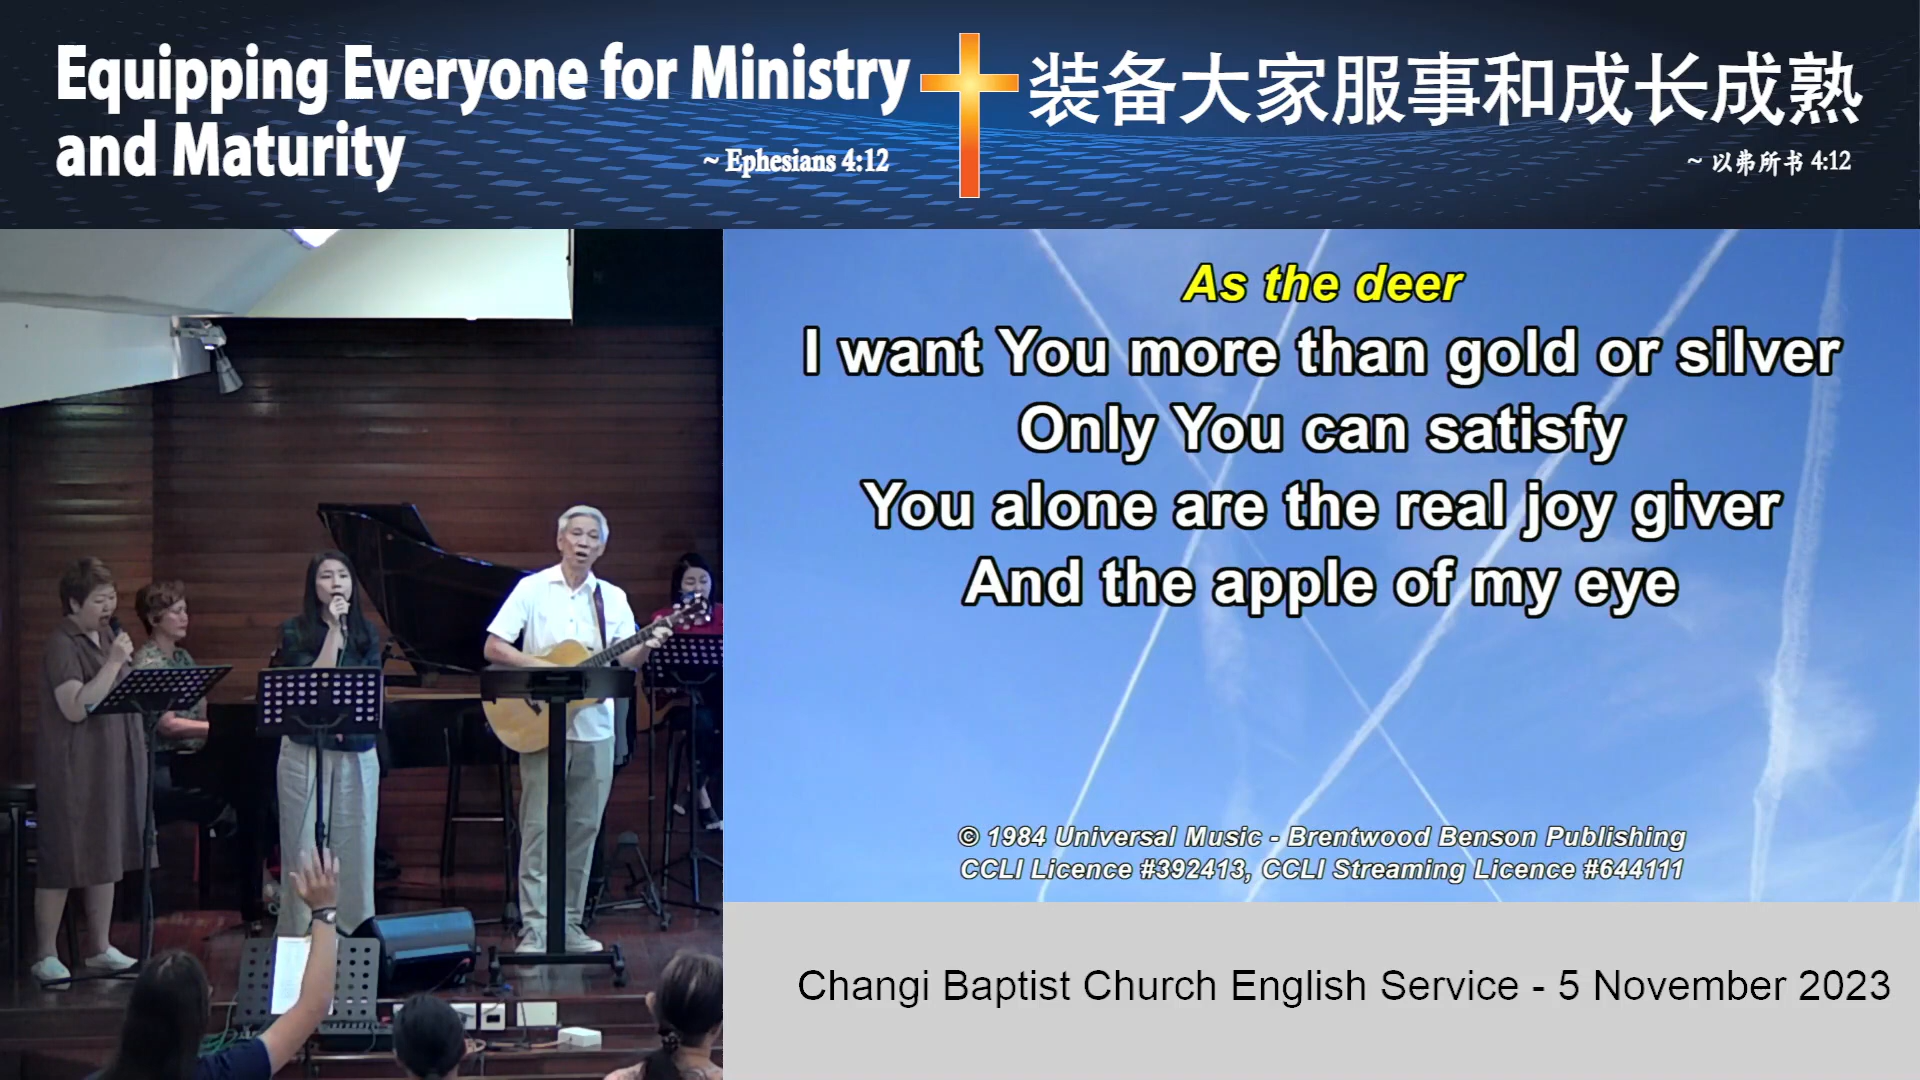 Equipping Everyone for Ministry
and Maturity
~ Ephesians 4:12
装备大家服事和成长成熟
~ 以弗所书 4:12
As the deer
I want You more than gold or silver
Only You can satisfy
You alone are the real joy giver
And the apple of my eye
© 1984 Universal Music - Brentwood Benson Publishing
CCLI Licence #392413, CCLI Streaming Licence #644111
Changi Baptist Church English Service - 5 November 2023